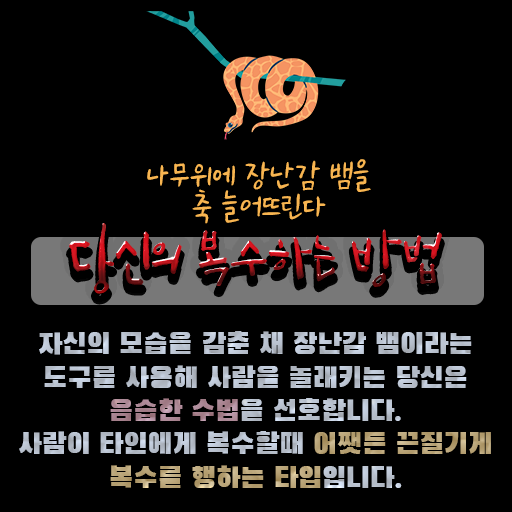 나무위에 장난감 뱀을
축 늘어뜨린다
당신의 복수하는 방법
자신의 모습을 감춘 채 장난감 뱀이라는
도구를 사용해 사람을 놀래키는 당신은
음습한 수법을 선호합니다.
사람이 타인에게 복수할때 어쨋든 끈질기게
복수를 행하는 타입입니다.